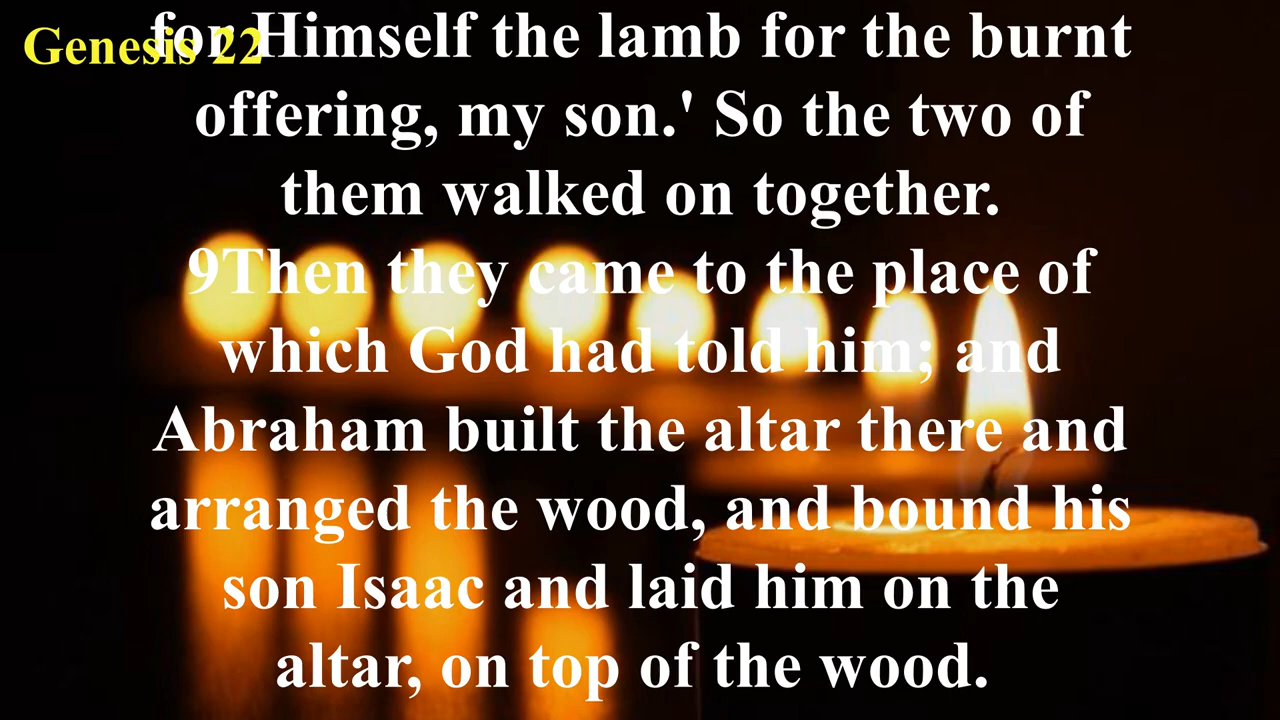 Genesis 22
for Himself the lamb for the burnt
offering, my son.' So the two of
them walked on together.
9Then they came to the place of
which God had told him; and
Abraham built the altar there and
arranged the wood, and bound his
son Isaac and laid him on the
altar, on top of the wood.